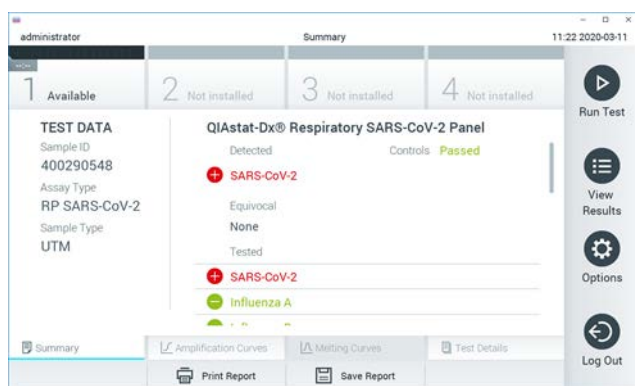 administrator Summary 11:22 2020-03-11
1 Available 2 Not installed 3 Not installed 4 Not installed
Run Test
TEST DATA
Sample ID
400290548
Assay Type
RP SARS-CoV-2
Sample Type
UTM
QIAstat-Dx® Respiratory SARS-CoV-2 Panel
Detected Controls Passed
SARS-CoV-2
Equivocal
None
Tested
SARS-CoV-2
Influenza A
View
Results
Options
Log Out
Summary Amplification Curves Melting Curves Test Details
Print Report Save Report